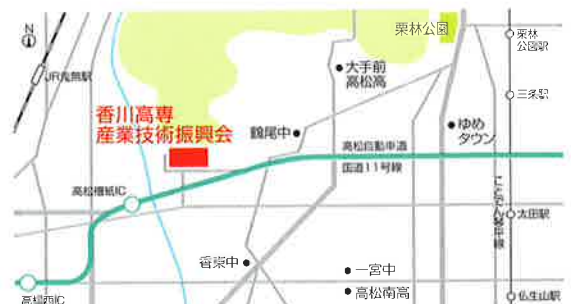 栗林公園
栗林
公園駅
N
JR鬼無駅
大手前
高松高
三条駅
香川高専
産業技術振興会
鶴尾中
ゆめ
タウン
高松自動車道
国道11号線
高松檀紙IC
ことでん琴平線
太田駅
香東中
一宮中
高松南高
高松西IC
仏生山駅